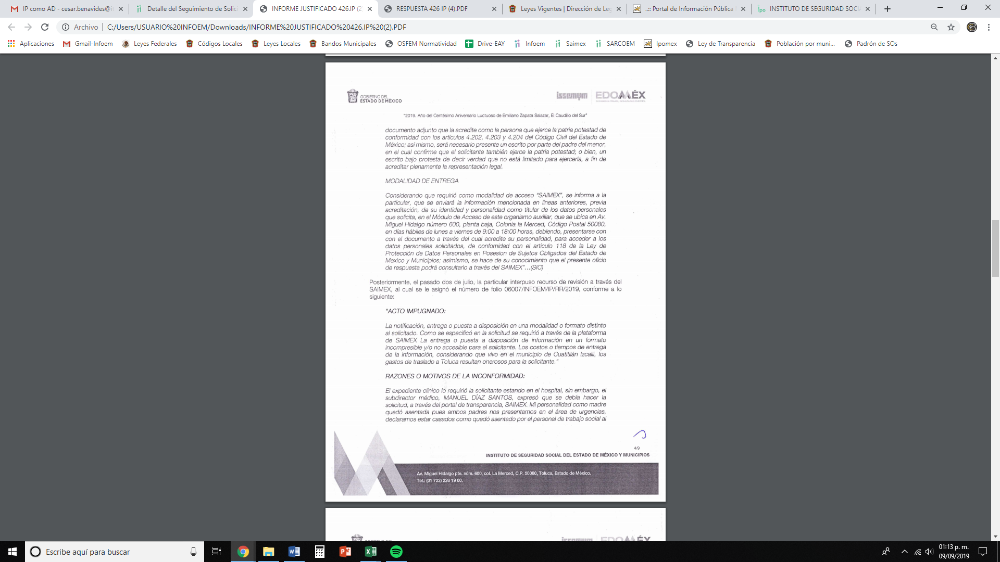 IP como AD - cesar.benavides@i
Detalle del Seguimiento de Solici
INFORME JUSTIFICADO 426.IP (2
RESPUESTA 426 IP (4).PDF
Leyes Vigentes | Dirección de Leg
..:: Portal de Información Pública
INSTITUTO DE SEGURIDAD SOCIA
Archivo
C:/Users/USUARIO%20INFOEM/Downloads/INFORME%20JUSTIFICADO%20426.IP%20(2).PDF
Aplicaciones
Gmail-Infoem
Leyes Federales
Códigos Locales
Leyes Locales
Bandos Municipales
OSFEM Normatividad
Drive-EAY
Infoem
Saimex
SARCOEM
Ipomex
Ley de Transparencia
Población por muni...
Padrón de SOs
GOBIERNO DEL
ESTADO DE MÉXICO
issemym
EDOMÉX
"2019. Año del Centésimo Aniversario Luctuoso de Emiliano Zapata Salazar, El Caudillo del Sur"
documento adjunto que la acredite como la persona que ejerce la patria potestad de
conformidad con los artículos 4.202, 4.203 y 4.204 del Código Civil del Estado de
México; así mismo, será necesario presente un escrito por parte del padre del menor,
en el cual confirme que el solicitante también ejerce la patria potestad; o bien, un
escrito bajo protesta de decir verdad que no está limitado para ejercerla, a fin de
acreditar plenamente la representación legal.
MODALIDAD DE ENTREGA
Considerando que requirió como modalidad de acceso "SAIMEX", se informa a la
particular, que se enviará la información mencionada en líneas anteriores, previa
acreditación, de su identidad y personalidad como titular de los datos personales
que solicita, en el Módulo de Acceso de este organismo auxiliar, que se ubica en Av.
Miguel Hidalgo número 600, planta baja, Colonia la Merced, Código Postal 50080,
en días hábiles de lunes a viernes de 9:00 a 18:00 horas, debiendo, presentarse con
con el documento a través del cual acredite su personalidad, para acceder a los
datos personales solicitados, de confomidad con el articulo 118 de la Ley de
Protección de Datos Personales en Posesion de Sujetos Obligados del Estado de
Mexico y Municipios; asimismo, se hace de su conocimiento que el presente oficio
de respuesta podrá consultarlo a través del SAIMEX"...(SIC)
Posteriormente, el pasado dos de julio, la particular interpuso recurso de revisión a través del
SAIMEX, al cual se le asignó el número de folio 06007/INFOEM/IP/RR/2019, conforme a lo
siguiente:
"ACTO IMPUGNADO:
La notificación, entrega o puesta a disposición en una modalidad o formato distinto
al solicitado. Como se especificó en la solicitud se requirió a través de la plataforma
de SAIMEX La entrega o puesta a disposición de información en un formato
incompresible y/o no accesible para el solicitante. Los costos o tiempos de entrega
de la información, considerando que vivo en el municipio de Cuatitilán Izcalli, los
gastos de traslado a Toluca resultan onerosos para la solicitante."
RAZONES O MOTIVOS DE LA INCONFORMIDAD:
El expediente clínico lo requirió la solicitante estando en el hospital, sin embargo, el
subdirector médico, MANUEL DÍAZ SANTOS, expresó que se debía hacer la
solicitud, a través del portal de transparencia, SAIMEX. Mi personalidad como madre
quedó asentada pues ambos padres nos presentamos en el área de urgencias,
declaramos estar casados como quedó asentado por el personal de trabajo social al
4/9
INSTITUTO DE SEGURIDAD SOCIAL DEL ESTADO DE MÉXICO Y MUNICIPIOS
Av. Miguel Hidalgo pte. núm. 600, col. La Merced, C.P. 50080, Toluca, Estado de México.
Tel.: (01 722) 226 19 00.
issemym
EDOMÉX
Escribe aquí para buscar
01:13 p. m.
09/09/2019